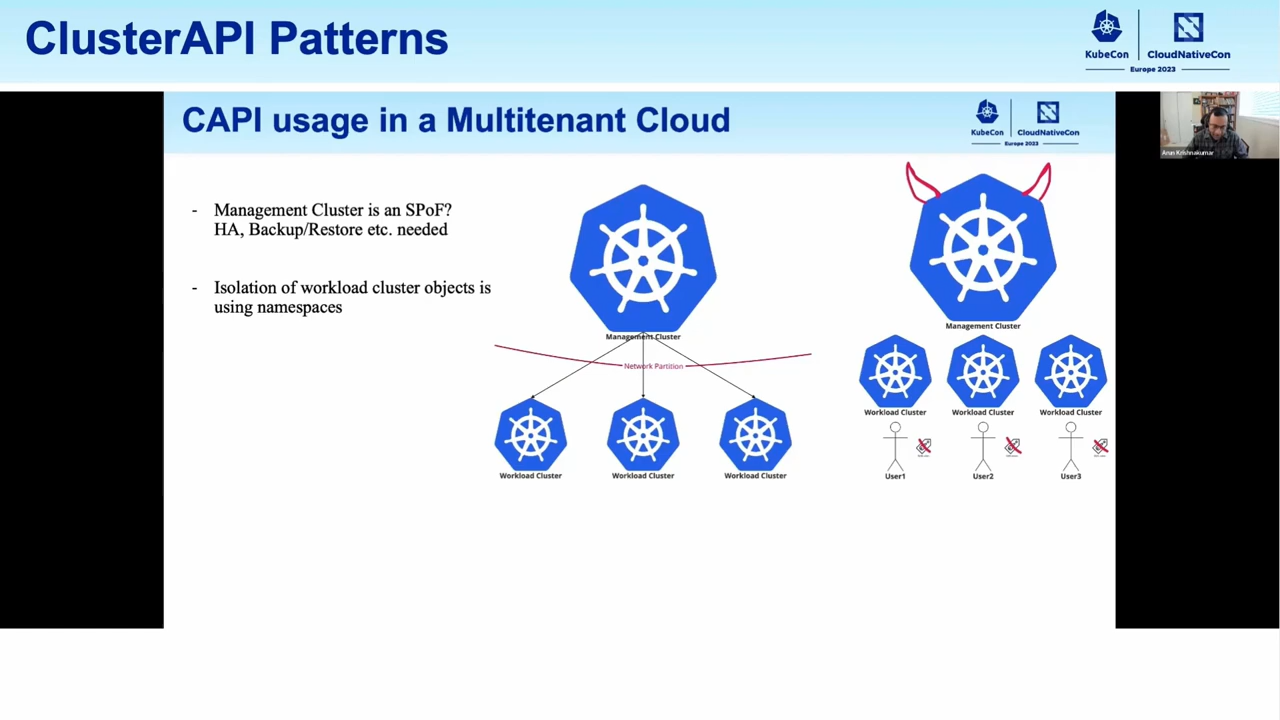 ClusterAPI Patterns
KubeCon
CloudNativeCon
Europe 2023
CAPI usage in a Multitenant Cloud
KubeCon
CloudNativeCon
Europe 2023
Arun Krishnakumar
- Management Cluster is an SPoF?
HA, Backup/Restore etc. needed
- Isolation of workload cluster objects is
using namespaces
Management Cluster
Network Partition
Workload Cluster
Workload Cluster
Workload Cluster
Management Cluster
Workload Cluster
Workload Cluster
Workload Cluster
User1
User2
User3